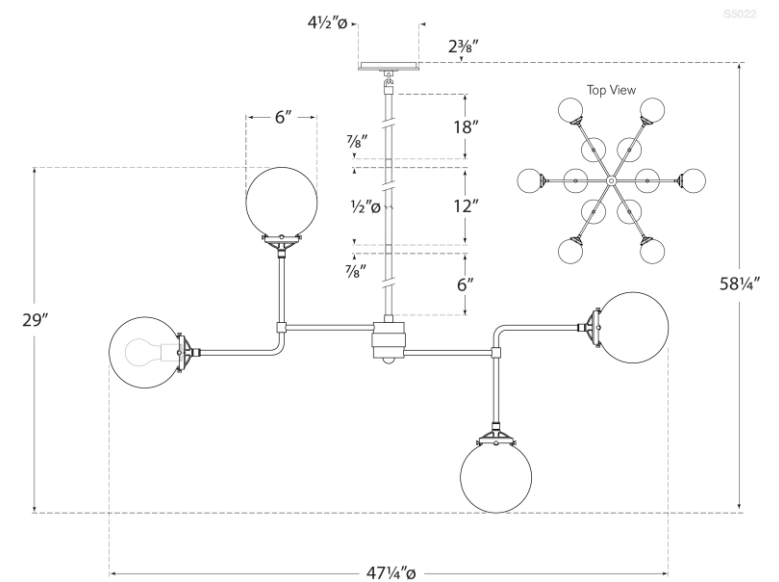 S5022
4½”ø
2⅜”
Top View
6”
18”
⅞”
½”ø
12”
⅞”
6”
58¼”
29”
47¼”ø